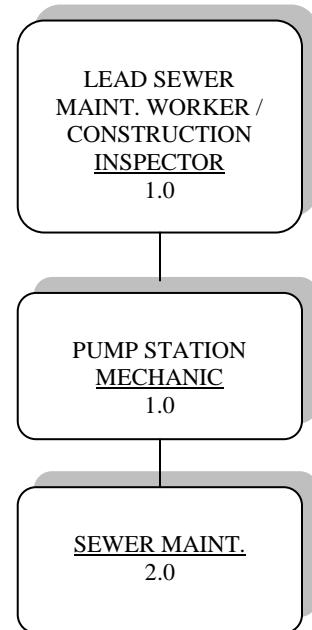 LEAD SEWER
MAINT. WORKER /
CONSTRUCTION
INSPECTOR
1.0
PUMP STATION
MECHANIC
1.0
SEWER MAINT.
2.0